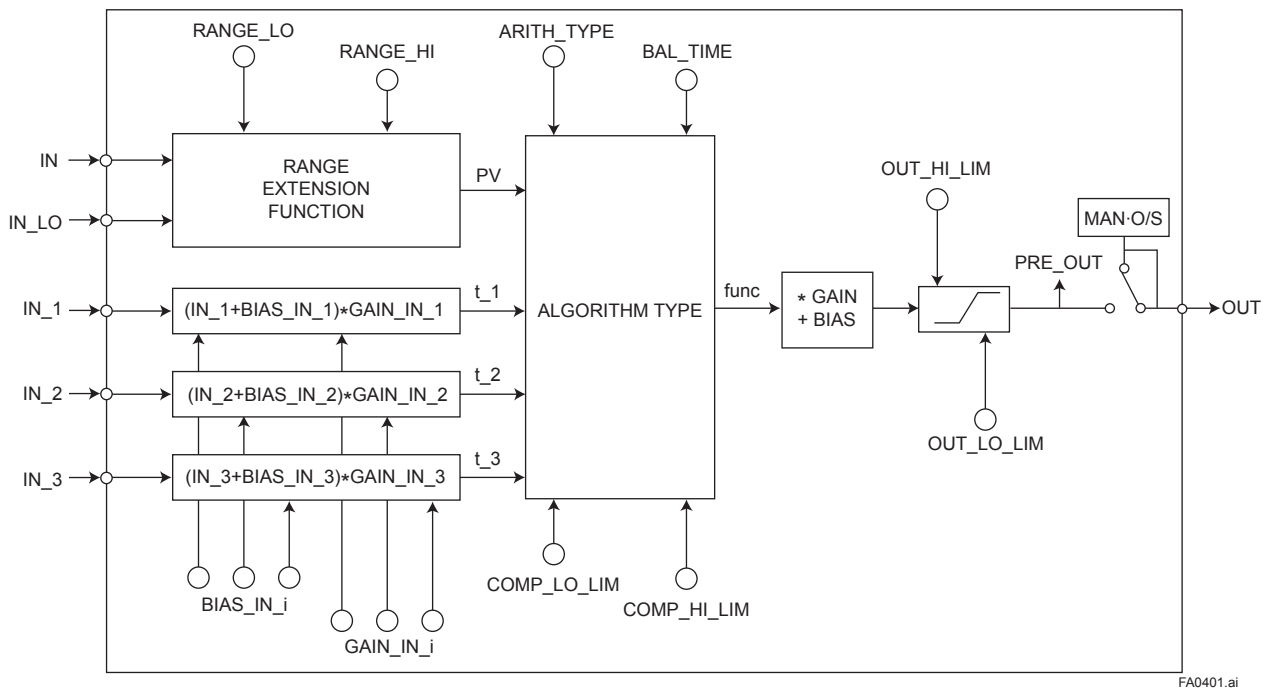 RANGE_LO
RANGE_HI
ARITH_TYPE
BAL_TIME
IN
IN_LO
RANGE
EXTENSION
FUNCTION
PV
OUT_HI_LIM
MAN·O/S
PRE_OUT
IN_1
(IN_1+BIAS_IN_1)*GAIN_IN_1
t_1
ALGORITHM TYPE
func
* GAIN
+ BIAS
OUT
IN_2
(IN_2+BIAS_IN_2)*GAIN_IN_2
t_2
OUT_LO_LIM
IN_3
(IN_3+BIAS_IN_3)*GAIN_IN_3
t_3
BIAS_IN_i
GAIN_IN_i
COMP_LO_LIM
COMP_HI_LIM
FA0401.ai